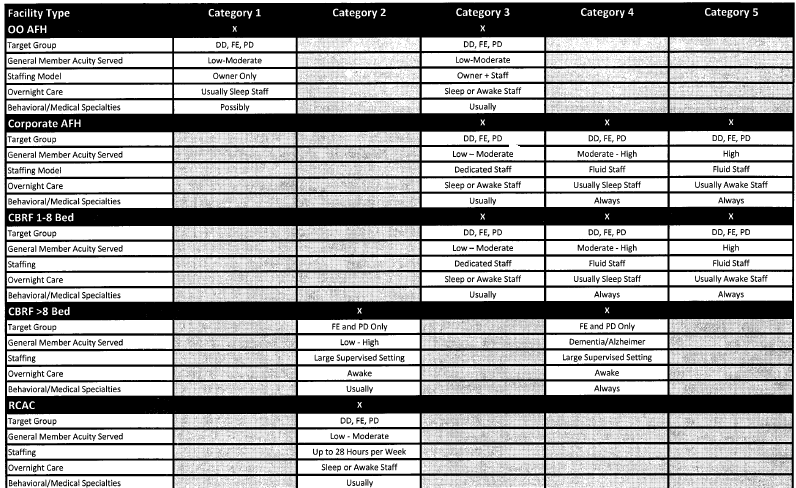 Facility Type Category 1 Category 2 Category 3 Category 4 Category 5
OO AFH X X
Target Group DD, FE, PD DD, FE, PD
General Member Acuity Served Low-Moderate Low-Moderate
Staffing Model Owner Only Owner + Staff
Overnight Care Usually Sleep Staff Sleep or Awake Staff
Behavioral/Medical Specialties Possibly Usually
Corporate AFH X X X
Target Group DD, FE, PD DD, FE, PD DD, FE, PD
General Member Acuity Served Low – Moderate Moderate - High High
Staffing Model Dedicated Staff Fluid Staff Fluid Staff
Overnight Care Sleep or Awake Staff Usually Sleep Staff Usually Awake Staff
Behavioral/Medical Specialties Usually Always Always
CBRF 1-8 Bed X X X
Target Group DD, FE, PD DD, FE, PD DD, FE, PD
General Member Acuity Served Low – Moderate Moderate - High High
Staffing Dedicated Staff Fluid Staff Fluid Staff
Overnight Care Sleep or Awake Staff Usually Sleep Staff Usually Awake Staff
Behavioral/Medical Specialties Usually Always Always
CBRF >8 Bed X X
Target Group FE and PD Only FE and PD Only
General Member Acuity Served Low - High Dementia/Alzheimer
Staffing Large Supervised Setting Large Supervised Setting
Overnight Care Awake Awake
Behavioral/Medical Specialties Usually Always
RCAC X
Target Group DD, FE, PD
General Member Acuity Served Low - Moderate
Staffing Up to 28 Hours per Week
Overnight Care Sleep or Awake Staff
Behavioral/Medical Specialties Usually